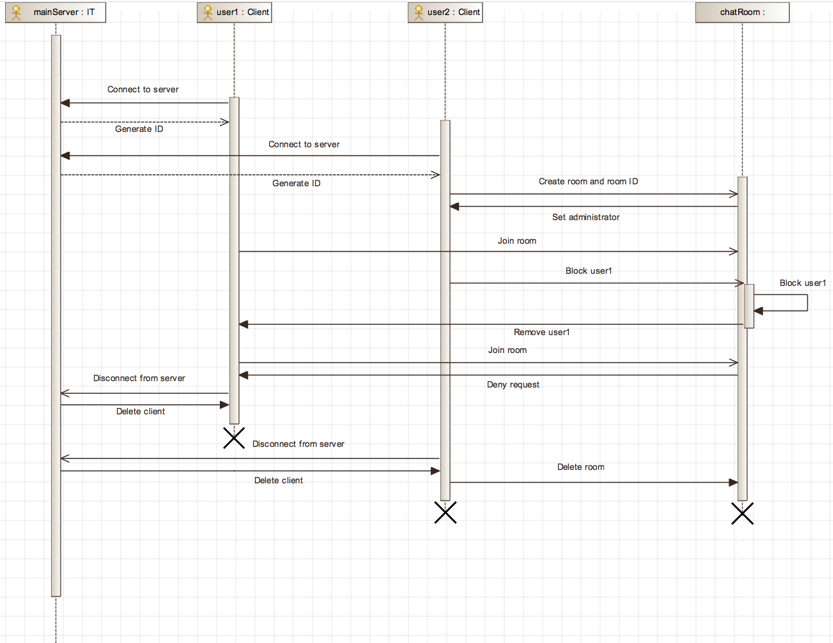 mainServer : IT
user1 : Client
user2 : Client
chatRoom :
Connect to server
Generate ID
Connect to server
Generate ID
Create room and room ID
Set administrator
Join room
Block user1
Block user1
Remove user1
Join room
Disconnect from server
Deny request
Delete client
Disconnect from server
Delete room
Delete client